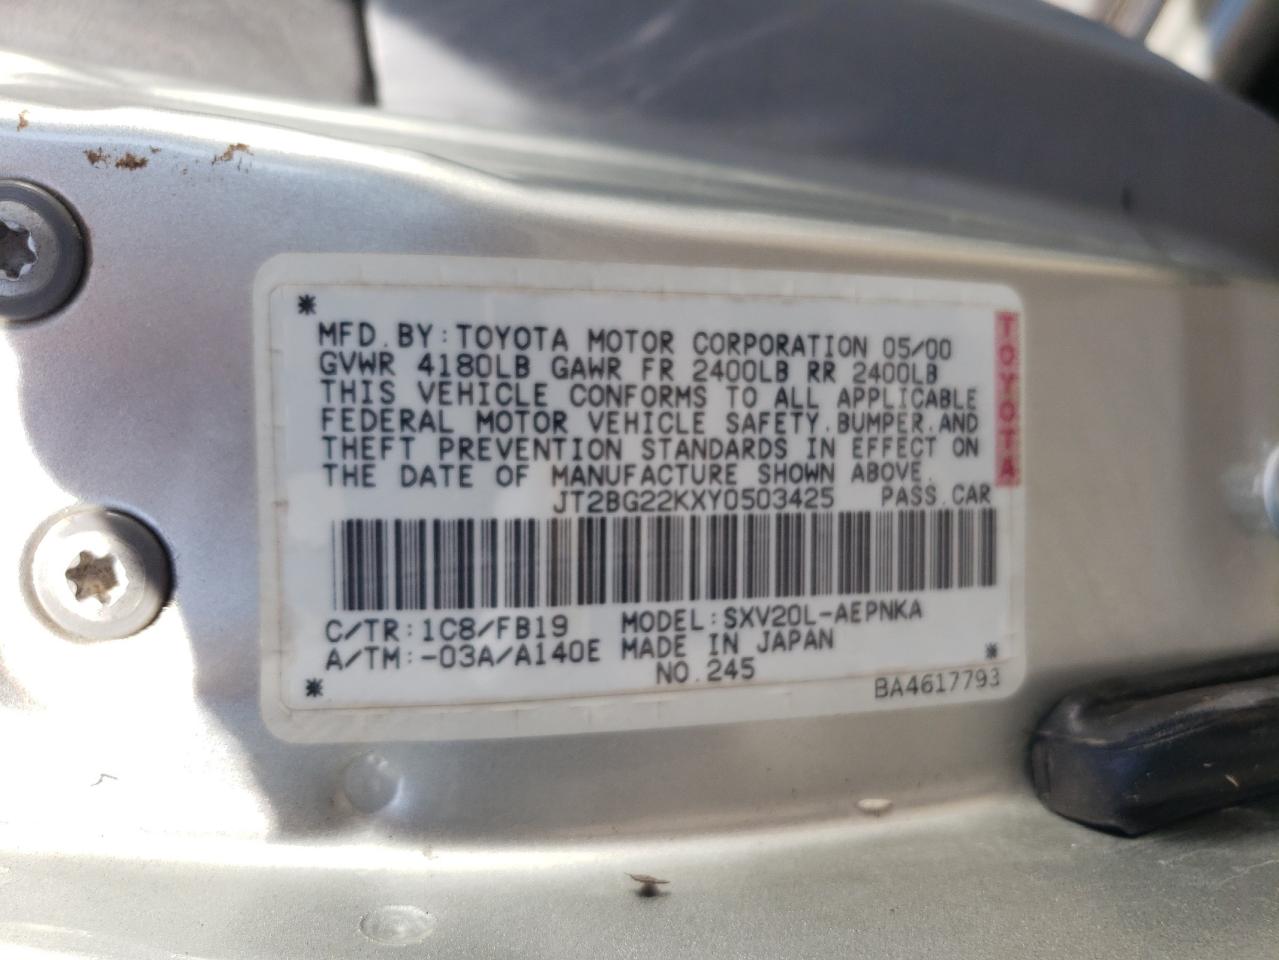 MFD. BY: TOYOTA MOTOR CORPORATION 05/00
GVWR 4180LB GAWR FR 2400LB RR 2400LB
THIS VEHICLE CONFORMS TO ALL APPLICABLE
FEDERAL MOTOR VEHICLE SAFETY, BUMPER, AND
THEFT PREVENTION STANDARDS IN EFFECT ON
THE DATE OF MANUFACTURE SHOWN ABOVE.
JT2BG22KXY0503425 PASS. CAR
C/TR: 1C8/FB19 MODEL: SXV20L-AEPNKA
A/TM: -03A/A140E MADE IN JAPAN
NO. 245
BA4617793
TOYOTA